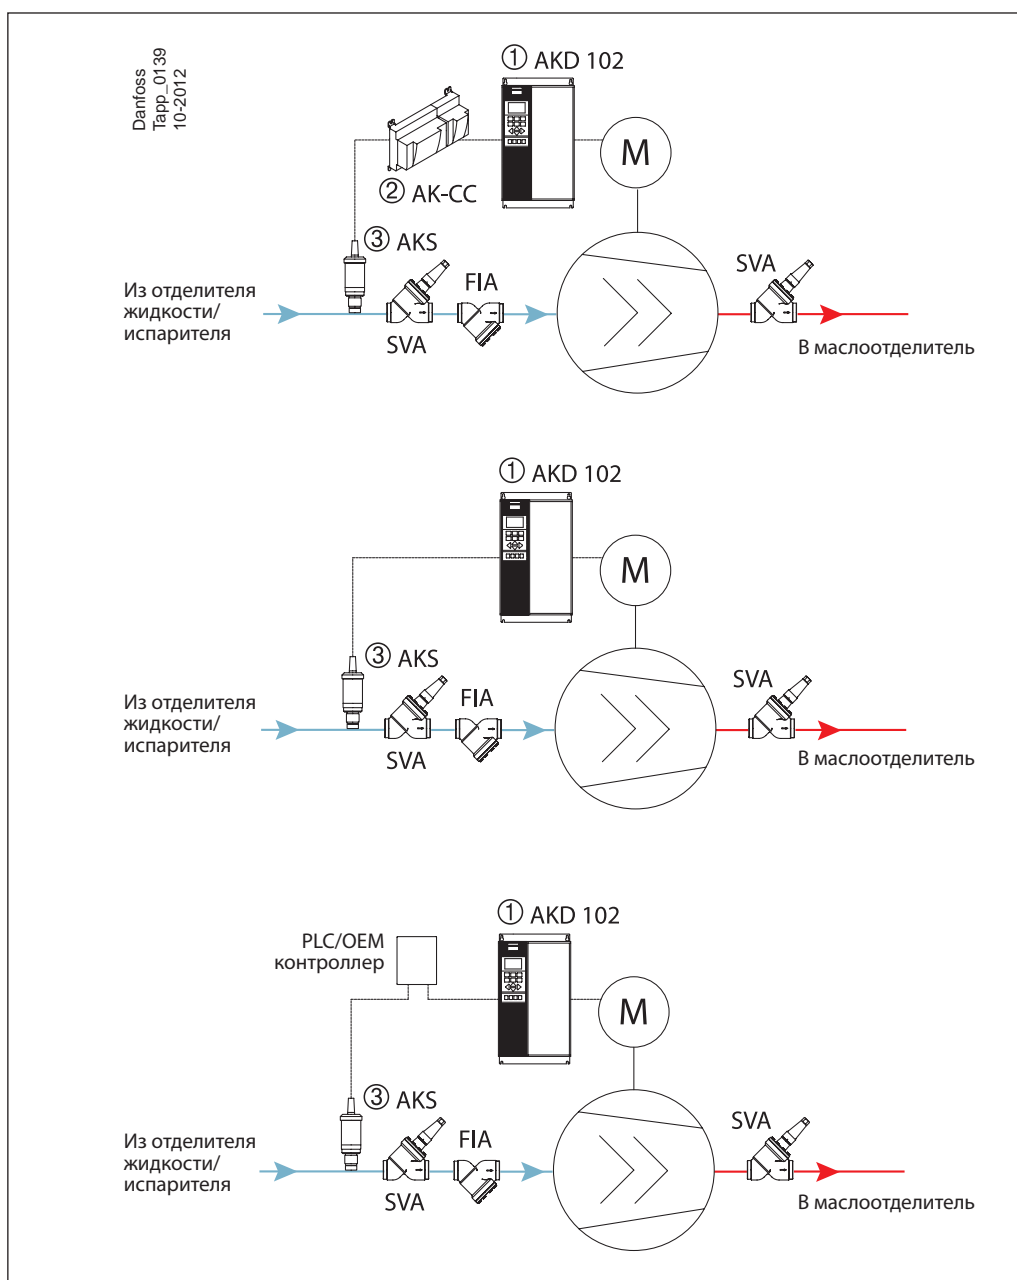 Danfoss
Tapp_0139
10-2012
① AKD 102
M
② AK-CC
③ AKS
SVA
FIA
SVA
Из отделителя
жидкости/
испарителя
В маслоотделитель
① AKD 102
M
③ AKS
SVA
FIA
SVA
Из отделителя
жидкости/
испарителя
В маслоотделитель
① AKD 102
PLC/OEM
контроллер
M
③ AKS
SVA
FIA
SVA
Из отделителя
жидкости/
испарителя
В маслоотделитель